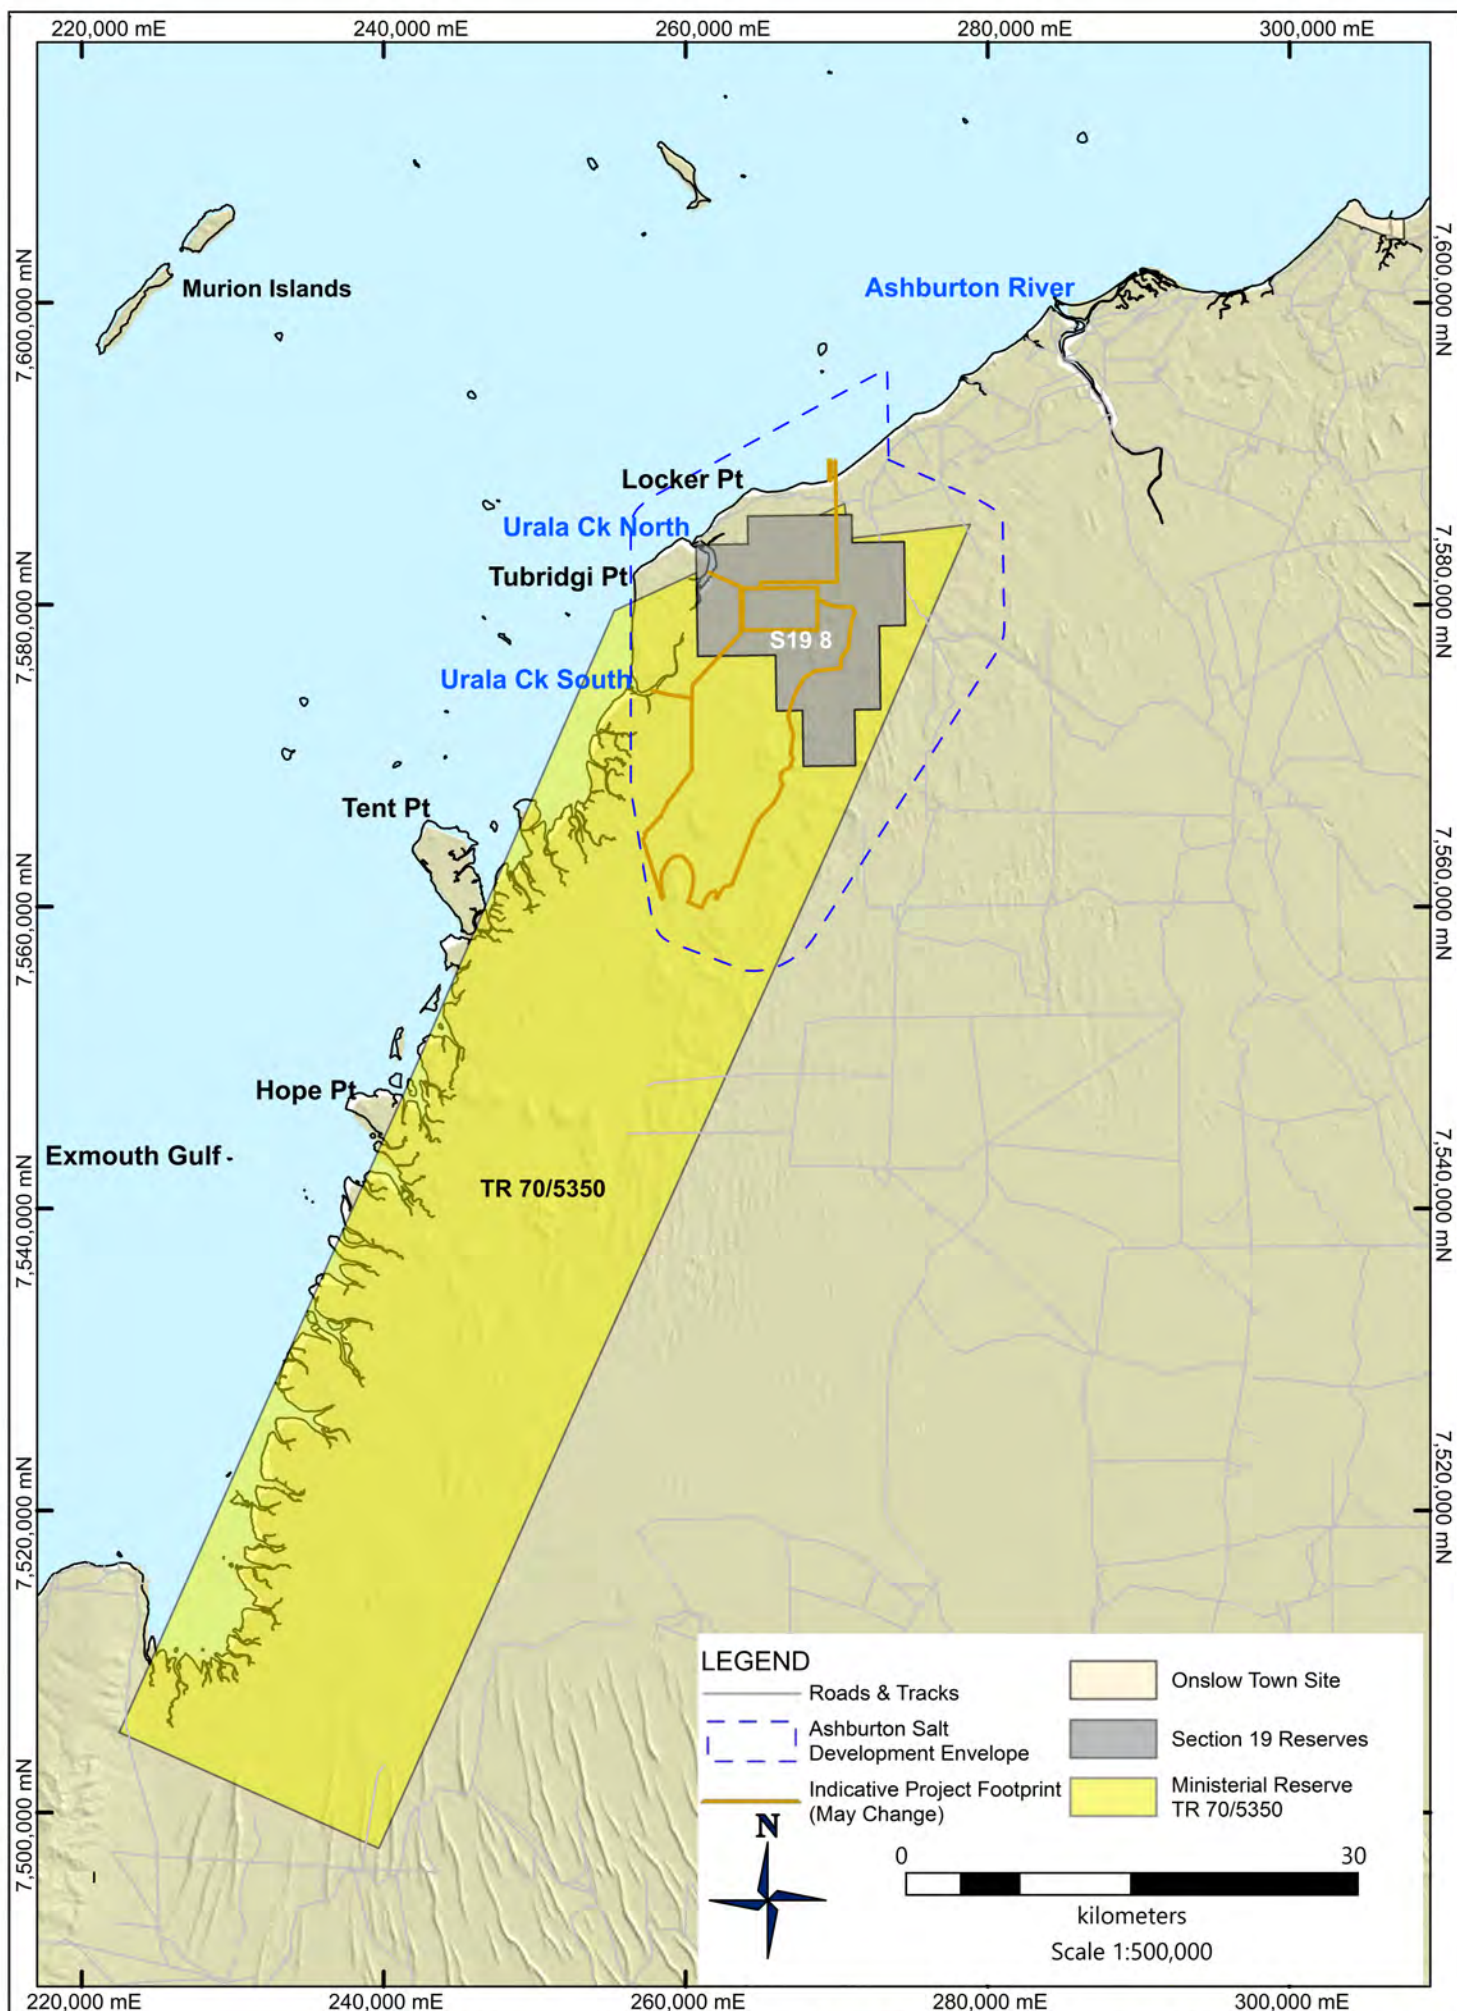 220,000 mE
240,000 mE
260,000 mE
280,000 mE
300,000 mE
7,600,000 mN
7,600,000 mN
Murion Islands
Ashburton River
Locker Pt
Urala Ck North
Tubridgi Pt
7,580,000 mN
7,580,000 mN
S19 8
Urala Ck South
Tent Pt
7,560,000 mN
7,560,000 mN
Hope Pt
Exmouth Gulf
TR 70/5350
7,540,000 mN
7,540,000 mN
7,520,000 mN
7,520,000 mN
7,500,000 mN
LEGEND
Roads & Tracks
Ashburton Salt
Development Envelope
Indicative Project Footprint
(May Change)
Onslow Town Site
Section 19 Reserves
Ministerial Reserve
TR 70/5350
N
0
30
kilometers
Scale 1:500,000
220,000 mE
240,000 mE
260,000 mE
280,000 mE
300,000 mE